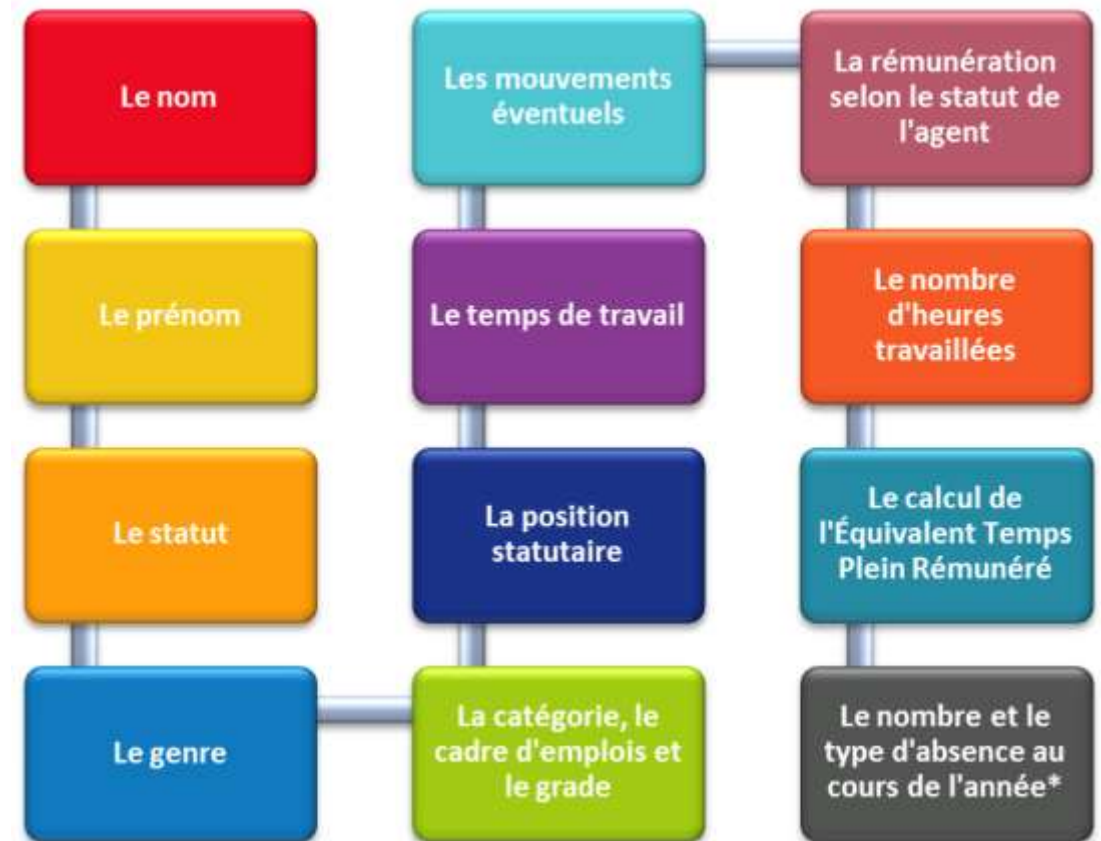 Le nom
Le prénom
Le statut
Le genre
La catégorie, le
cadre d'emplois et
le grade
La position
statutaire
Le temps de travail
Les mouvements
éventuels
La rémunération
selon le statut de
l'agent
Le nombre
d'heures
travaillées
Le calcul de
l'Équivalent Temps
Plein Rémunéré
Le nombre et le
type d'absence au
cours de l'année*